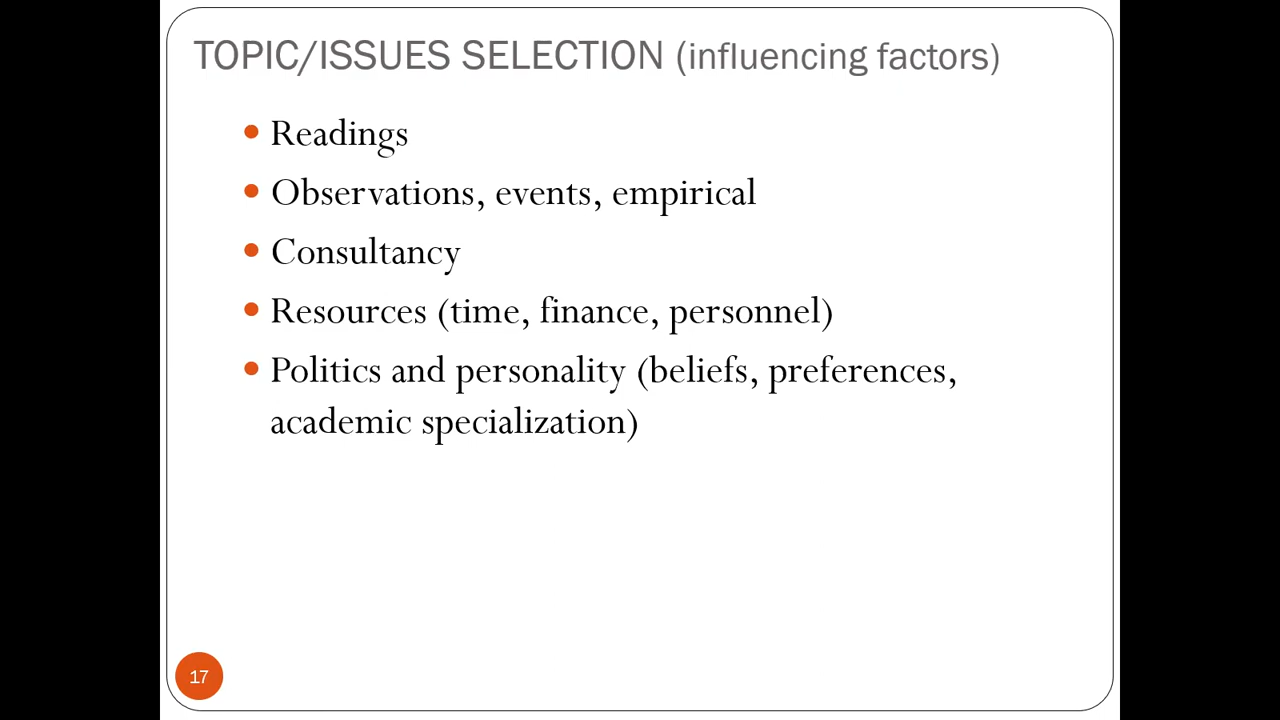 TOPIC/ISSUES SELECTION (influencing factors)
• Readings
• Observations, events, empirical
• Consultancy
• Resources (time, finance, personnel)
• Politics and personality (beliefs, preferences,
academic specialization)
17